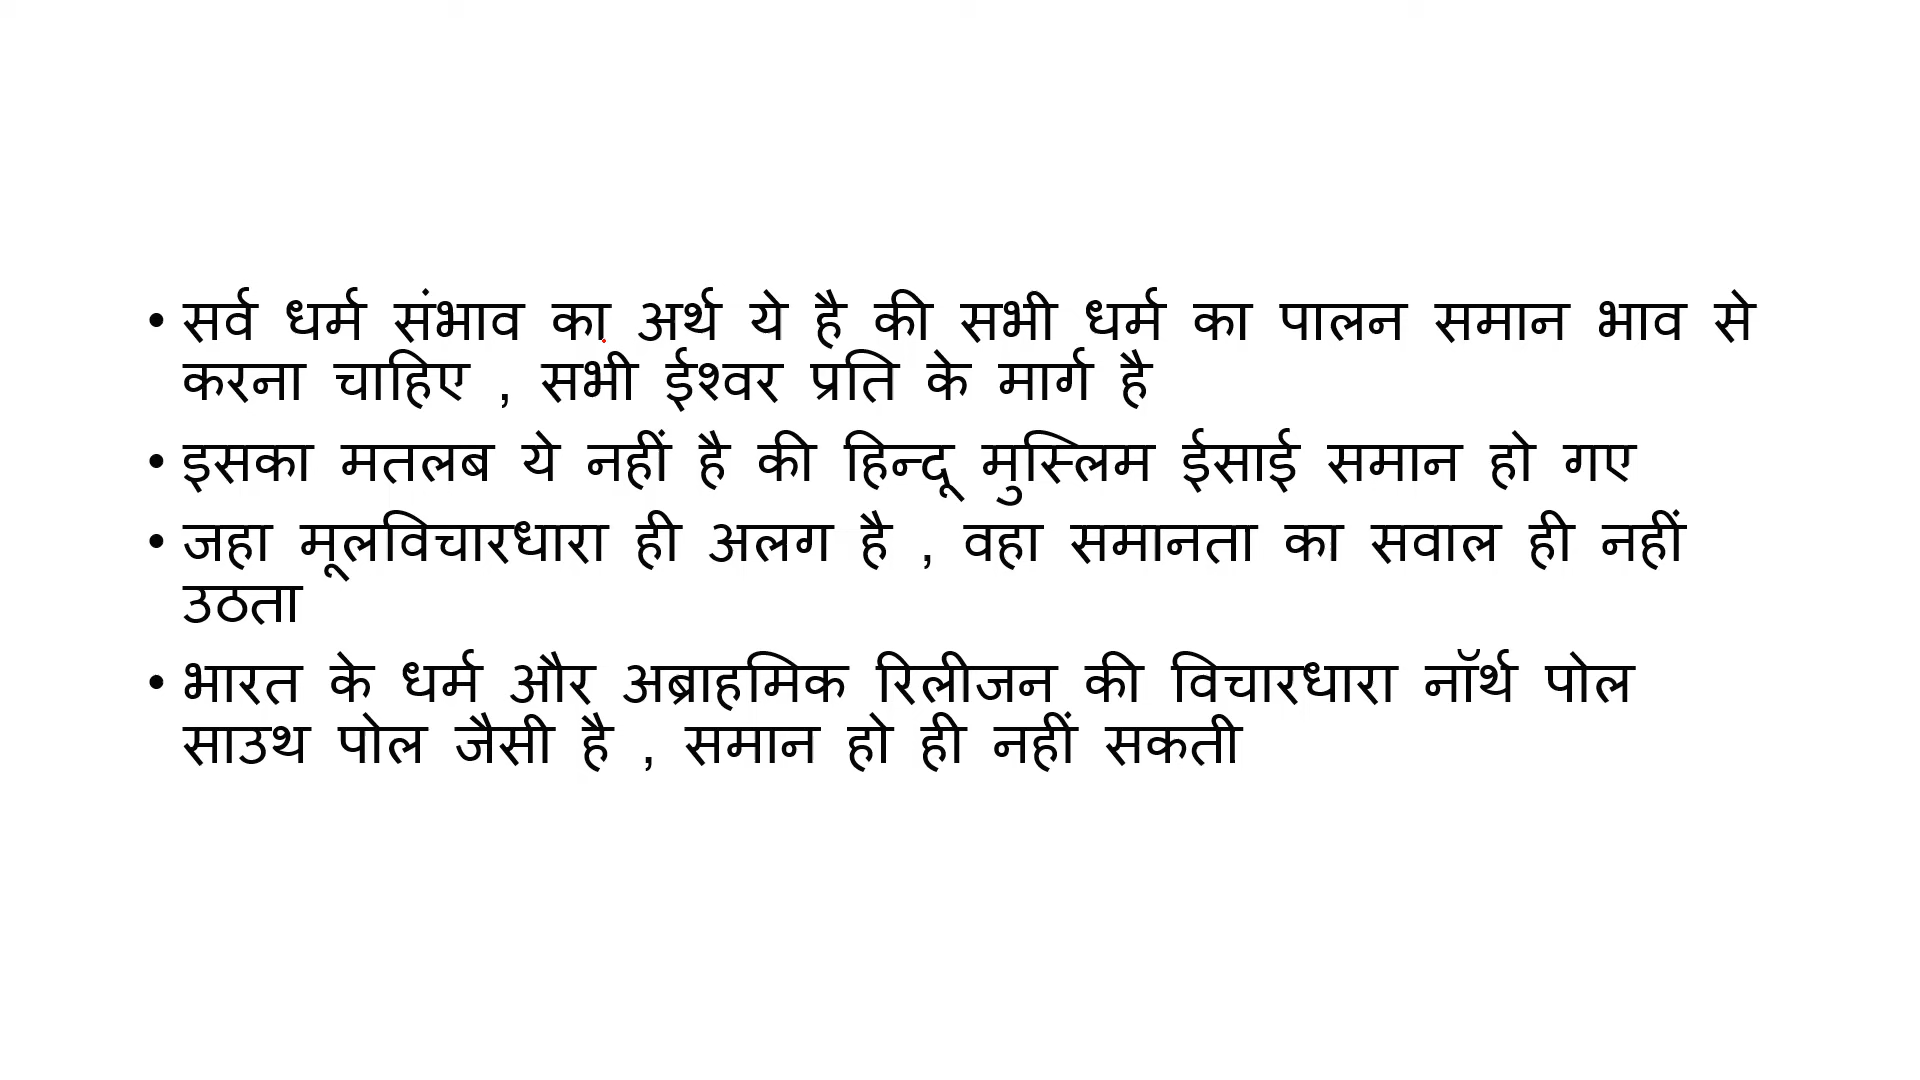 • सर्व धर्म संभाव का अर्थ ये है की सभी धर्म का पालन समान भाव से
करना चाहिए , सभी ईश्वर प्रति के मार्ग है
• इसका मतलब ये नहीं है की हिन्दू मुस्लिम ईसाई समान हो गए
• जहा मूलविचारधारा ही अलग है , वहा समानता का सवाल ही नहीं
उठता
• भारत के धर्म और अब्राहमिक रिलीजन की विचारधारा नॉर्थ पोल
साउथ पोल जैसी है , समान हो ही नहीं सकती